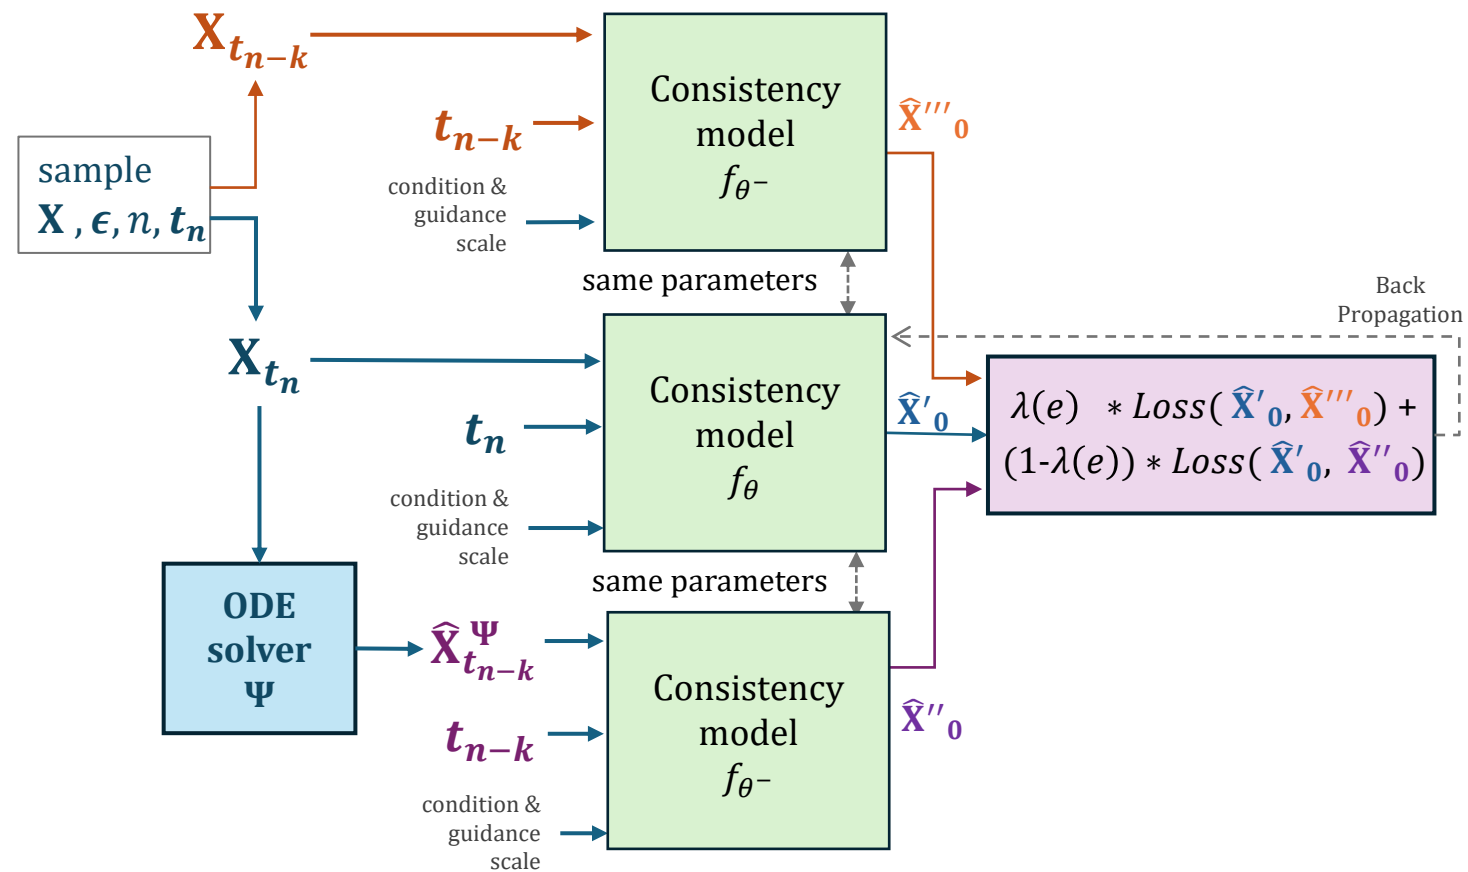 X_{t_{n-k}}
sample
X , ϵ, n, t_n
t_{n-k}
condition &
guidance
scale
Consistency
model
f_{θ⁻}
X̂′′′_0
same parameters
X_{t_n}
t_n
condition &
guidance
scale
Consistency
model
f_θ
X̂′_0
Back
Propagation
λ(e) * Loss( X̂′_0, X̂′′′_0) +
(1-λ(e)) * Loss( X̂′_0, X̂′′_0)
same parameters
ODE
solver
Ψ
X̂^Ψ_{t_{n-k}}
t_{n-k}
condition &
guidance
scale
Consistency
model
f_{θ⁻}
X̂′′_0